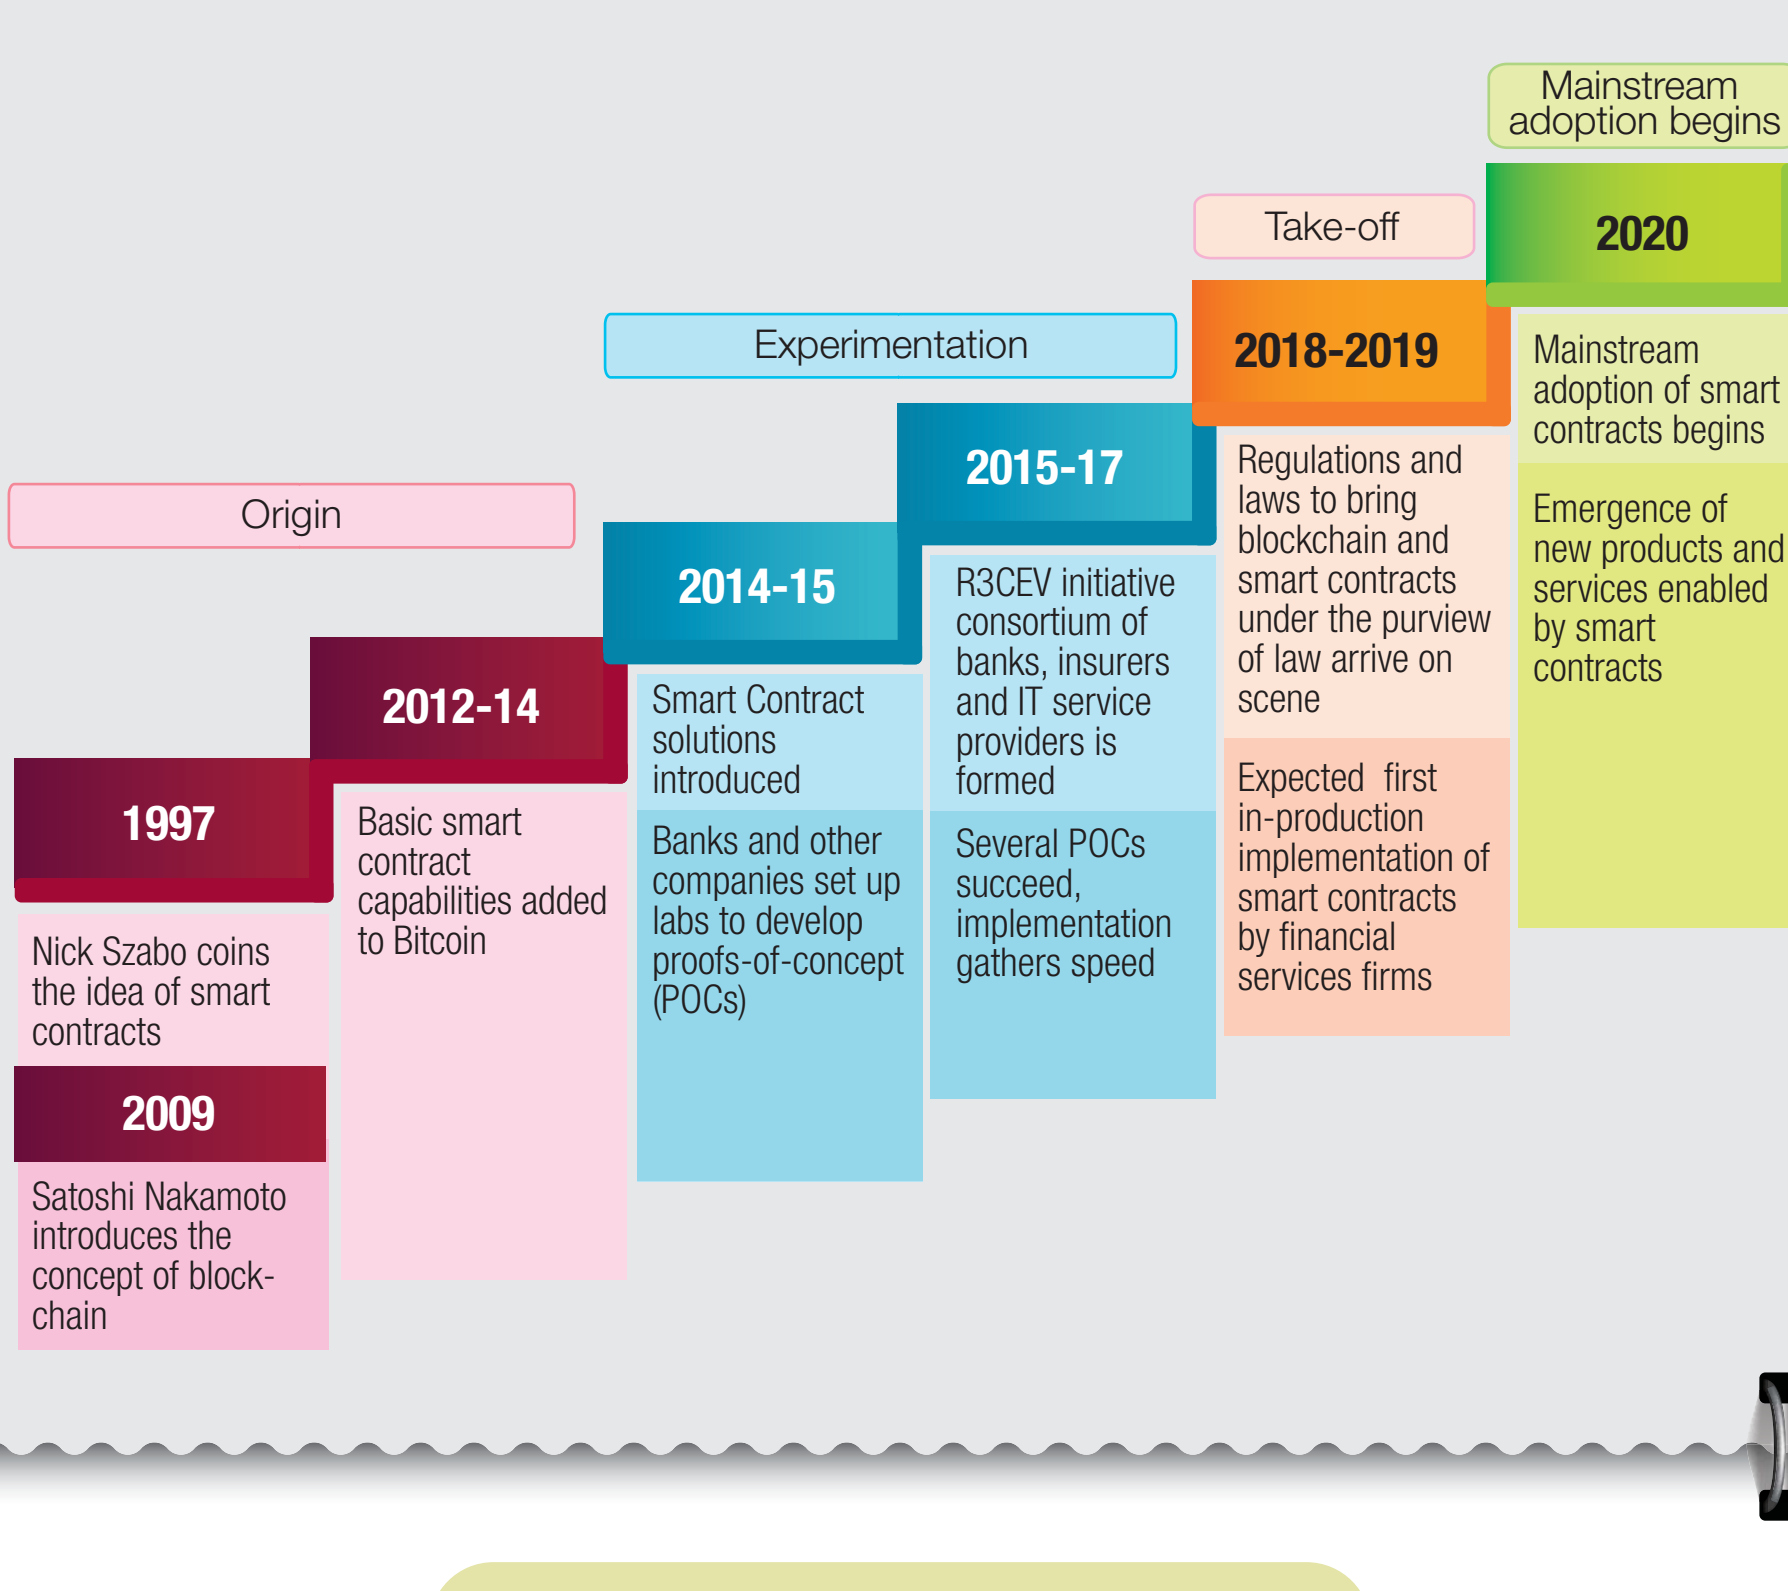 Origin
1997
Nick Szabo coins
the idea of smart
contracts
2009
Satoshi Nakamoto
introduces the
concept of block-
chain
2012-14
Basic smart
contract
capabilities added
to Bitcoin
Experimentation
2014-15
Smart Contract
solutions
introduced
Banks and other
companies set up
labs to develop
proofs-of-concept
(POCs)
2015-17
R3CEV initiative
consortium of
banks, insurers
and IT service
providers is
formed
Several POCs
succeed,
implementation
gathers speed
Take-off
2018-2019
Regulations and
laws to bring
blockchain and
smart contracts
under the purview
of law arrive on
scene
Expected first
in-production
implementation of
smart contracts
by financial
services firms
Mainstream
adoption begins
2020
Mainstream
adoption of smart
contracts begins
Emergence of
new products and
services enabled
by smart
contracts